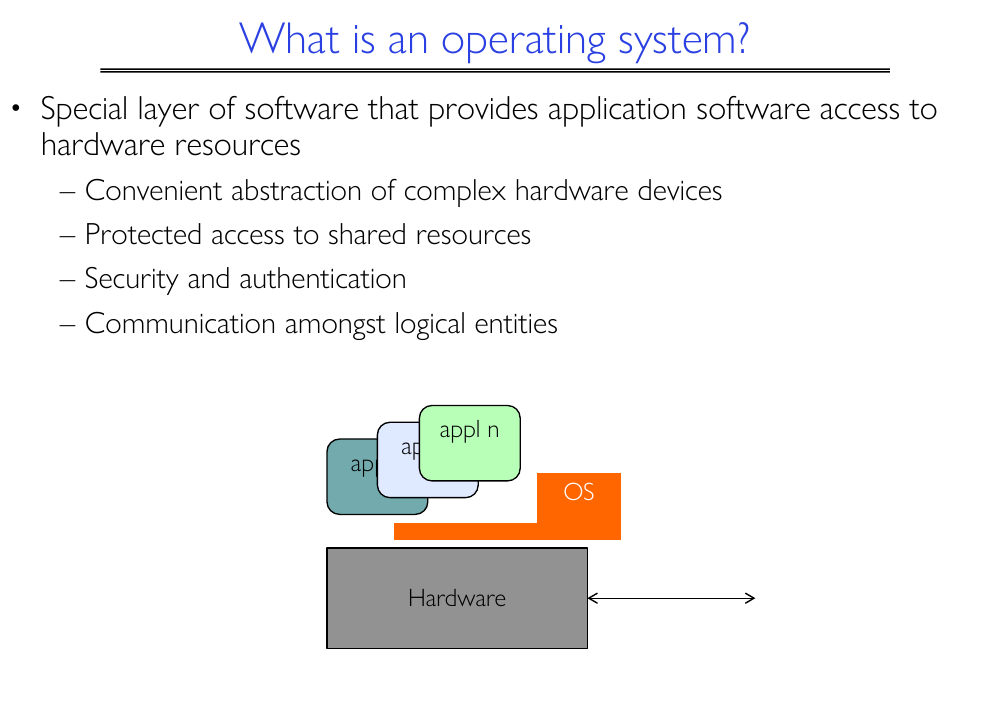 What is an operating system?
• Special layer of software that provides application software access to
hardware resources
– Convenient abstraction of complex hardware devices
– Protected access to shared resources
– Security and authentication
– Communication amongst logical entities
appl n
OS
Hardware